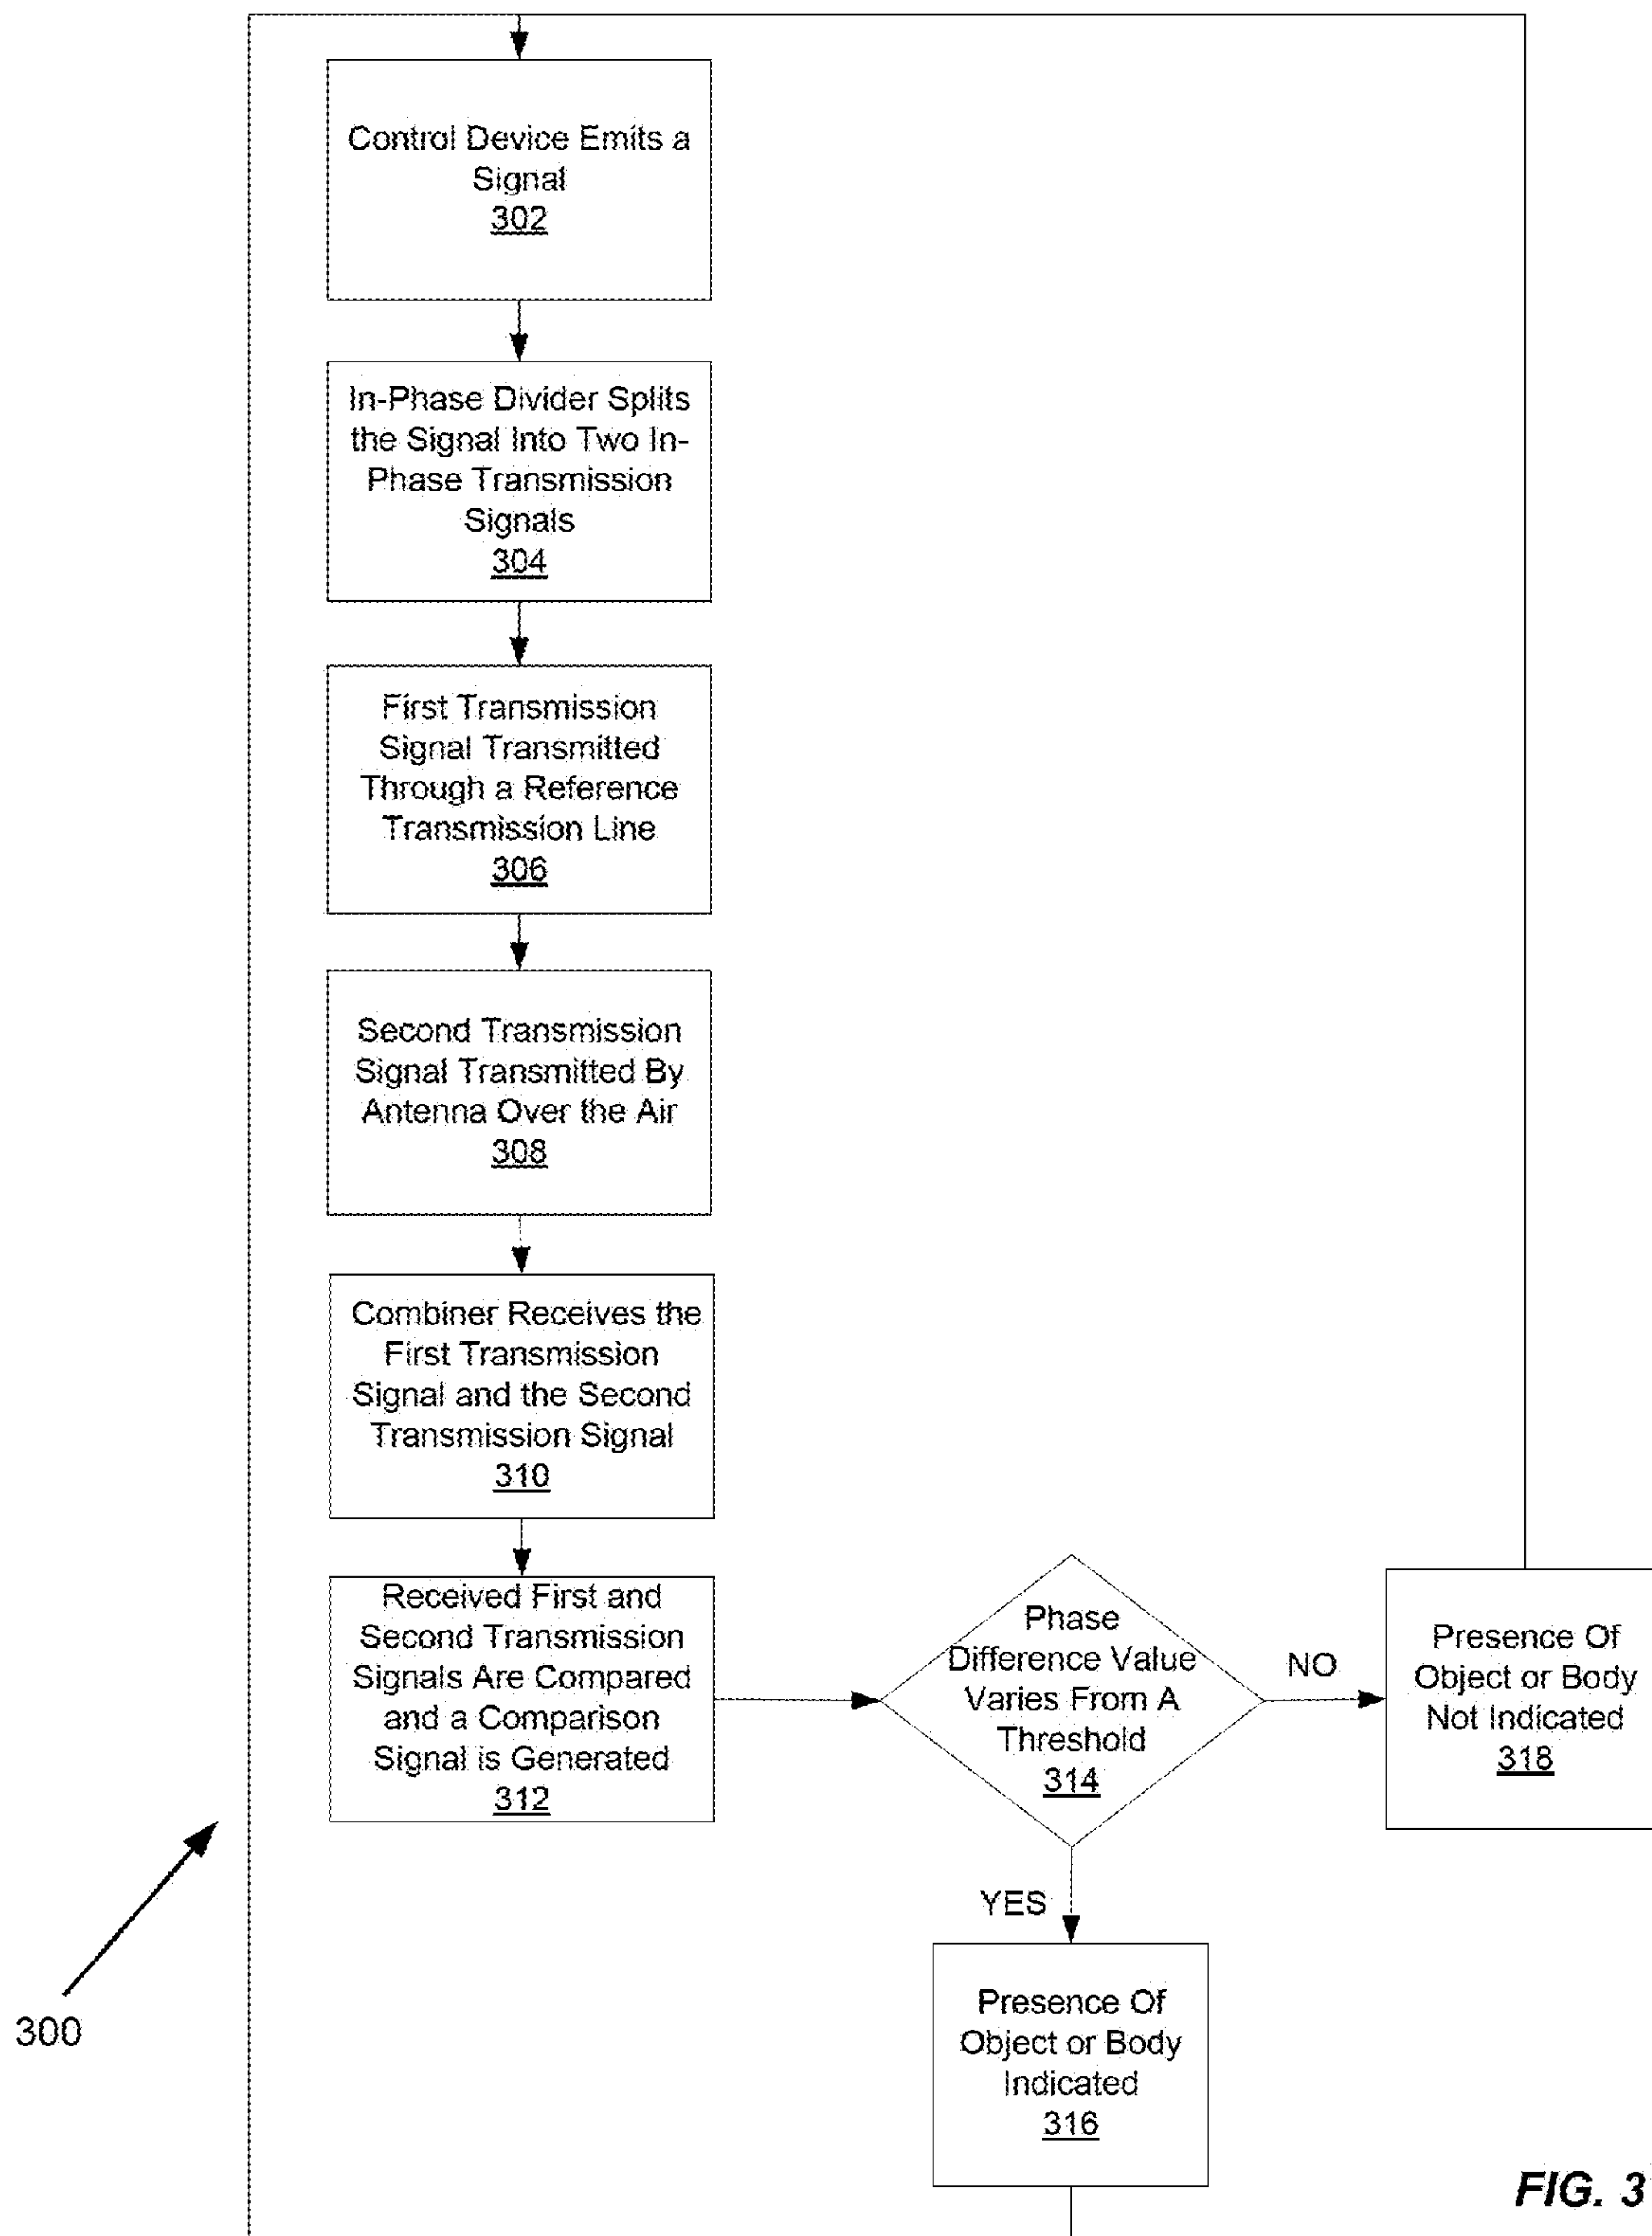 Control Device Emits a
Signal
302
In-Phase Divider Splits
the Signal Into Two In-
Phase Transmission
Signals
304
First Transmission
Signal Transmitted
Through a Reference
Transmission Line
306
Second Transmission
Signal Transmitted By
Antenna Over the Air
308
Combiner Receives the
First Transmission
Signal and the Second
Transmission Signal
310
Received First and
Second Transmission
Signals Are Compared
and a Comparison
Signal is Generated
312
Phase
Difference Value
Varies From A
Threshold
314
NO
Presence Of
Object or Body
Not Indicated
318
YES
Presence Of
Object or Body
Indicated
316
300
FIG. 3